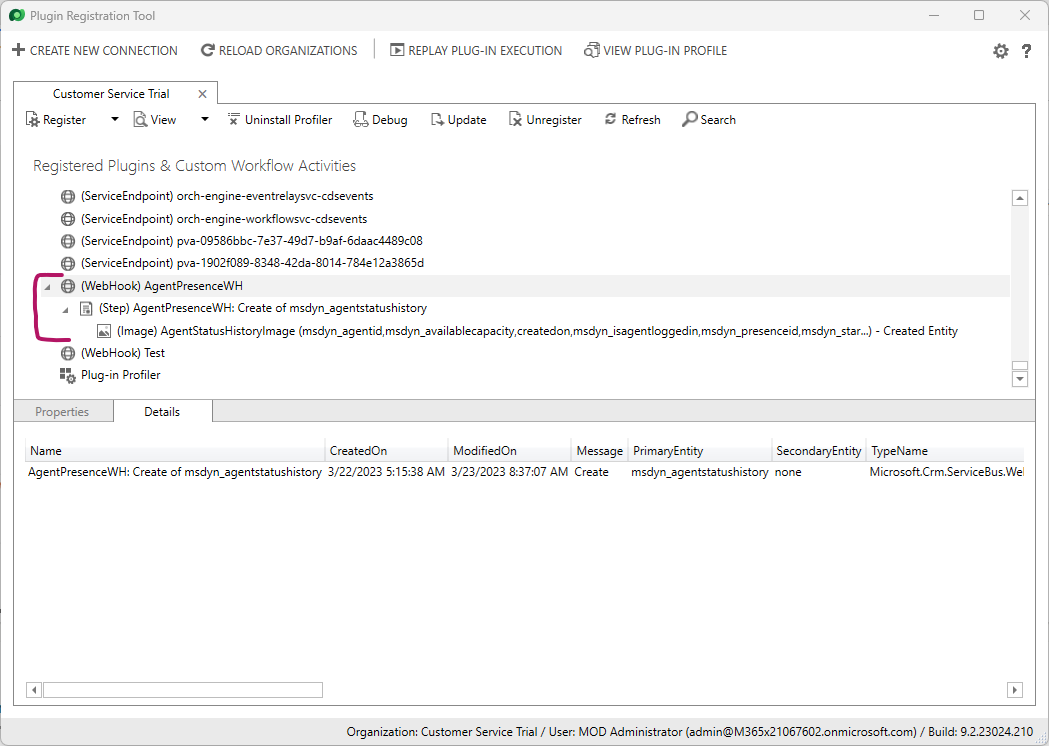 Plugin Registration Tool
CREATE NEW CONNECTION RELOAD ORGANIZATIONS REPLAY PLUG-IN EXECUTION VIEW PLUG-IN PROFILE ?
Customer Service Trial
Register View Uninstall Profiler Debug Update Unregister Refresh Search
Registered Plugins & Custom Workflow Activities
(ServiceEndpoint) orch-engine-eventrelaysvc-cdsevents
(ServiceEndpoint) orch-engine-workflowsvc-cdsevents
(ServiceEndpoint) pva-09586bbc-7e37-49d7-b9af-6daac4489c08
(ServiceEndpoint) pva-1902f089-8348-42da-8014-784e12a3865d
(WebHook) AgentPresenceWH
(Step) AgentPresenceWH: Create of msdyn_agentstatushistory
(Image) AgentStatusHistoryImage (msdyn_agentid,msdyn_availablecapacity,createdon,msdyn_isagentloggedin,msdyn_presenceid,msdyn_star...) - Created Entity
(WebHook) Test
Plug-in Profiler
Properties Details
Name CreatedOn ModifiedOn Message PrimaryEntity SecondaryEntity TypeName
AgentPresenceWH: Create of msdyn_agentstatushistory 3/22/2023 5:15:38 AM 3/23/2023 8:37:07 AM Create msdyn_agentstatushistory none Microsoft.Crm.ServiceBus.We
Organization: Customer Service Trial / User: MOD Administrator (admin@M365x21067602.onmicrosoft.com) / Build: 9.2.23024.210